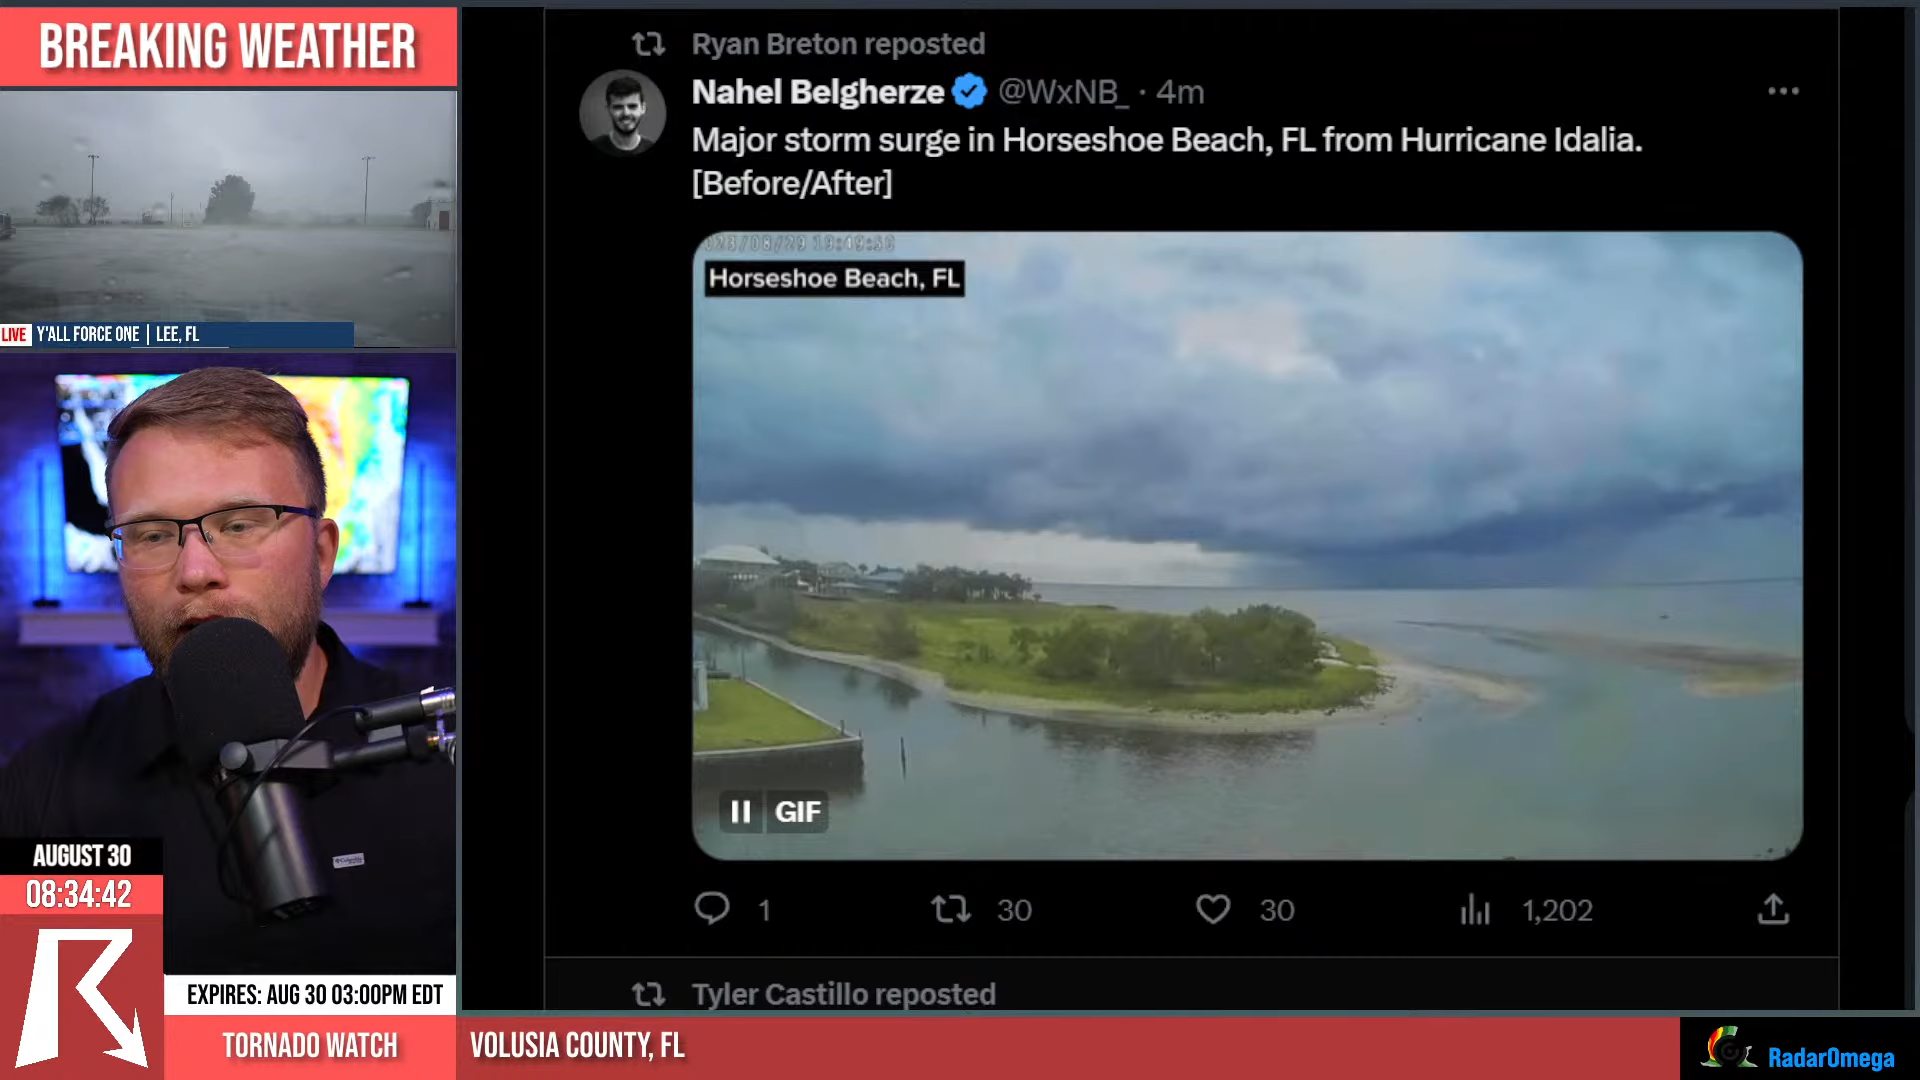 BREAKING WEATHER
LIVE Y'ALL FORCE ONE | LEE, FL
AUGUST 30
08:34:42
EXPIRES: AUG 30 03:00PM EDT
TORNADO WATCH
VOLUSIA COUNTY, FL
Ryan Breton reposted
Nahel Belgherze @WxNB_ · 4m
Major storm surge in Horseshoe Beach, FL from Hurricane Idalia.
[Before/After]
Horseshoe Beach, FL
GIF
1 30 30 1,202
Tyler Castillo reposted
RadarOmega